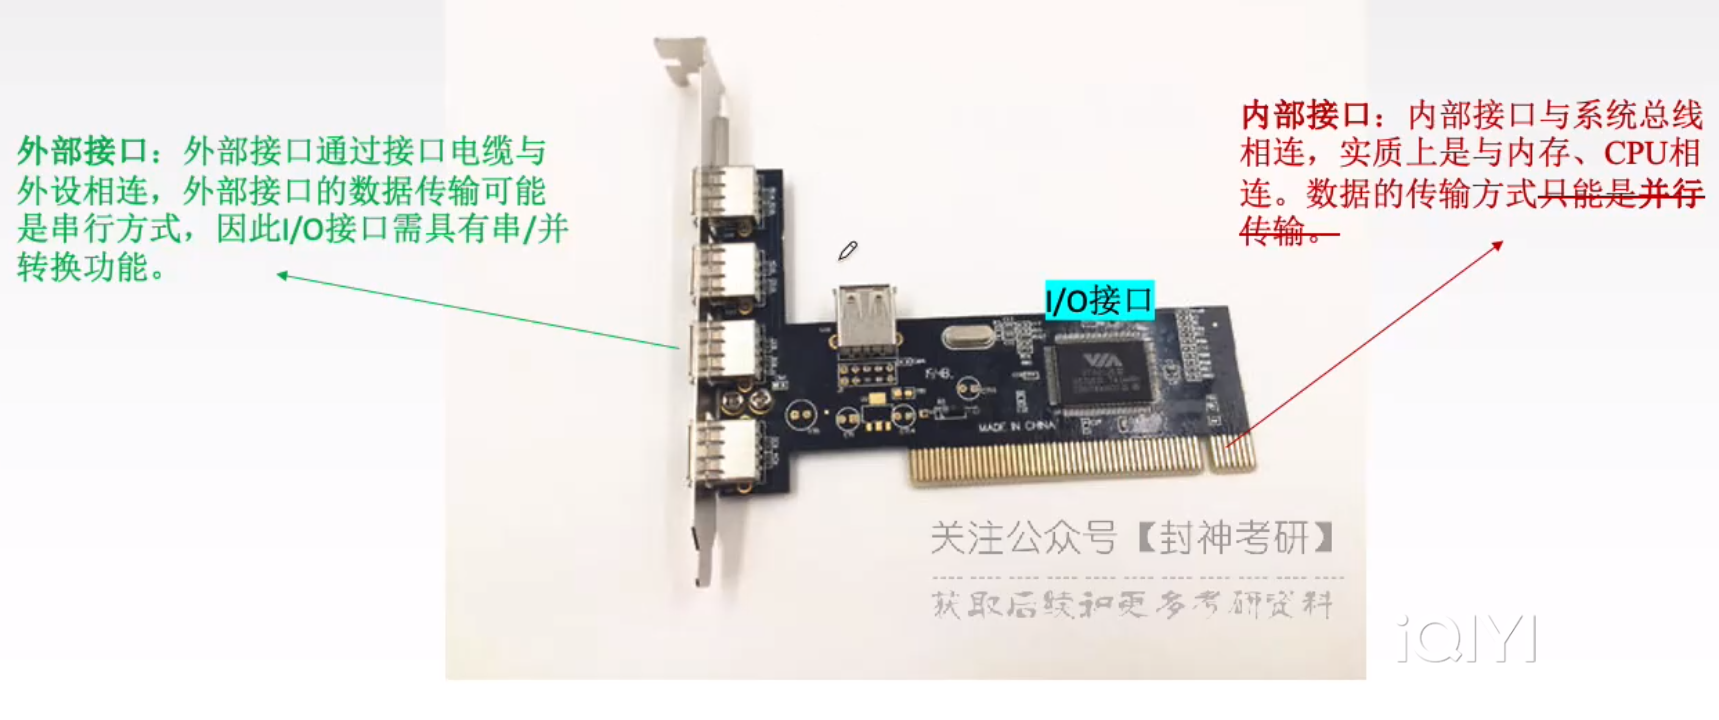 外部接口：外部接口通过接口电缆与
外设相连，外部接口的数据传输可能
是串行方式，因此I/O接口需具有串/并
转换功能。
内部接口：内部接口与系统总线
相连，实质上是与内存、CPU相
连。数据的传输方式只能是并行
传输。
I/O接口
VIA
MADE IN CHINA
关注公众号【封神考研】
获取后续和更多考研资料
iQIYI